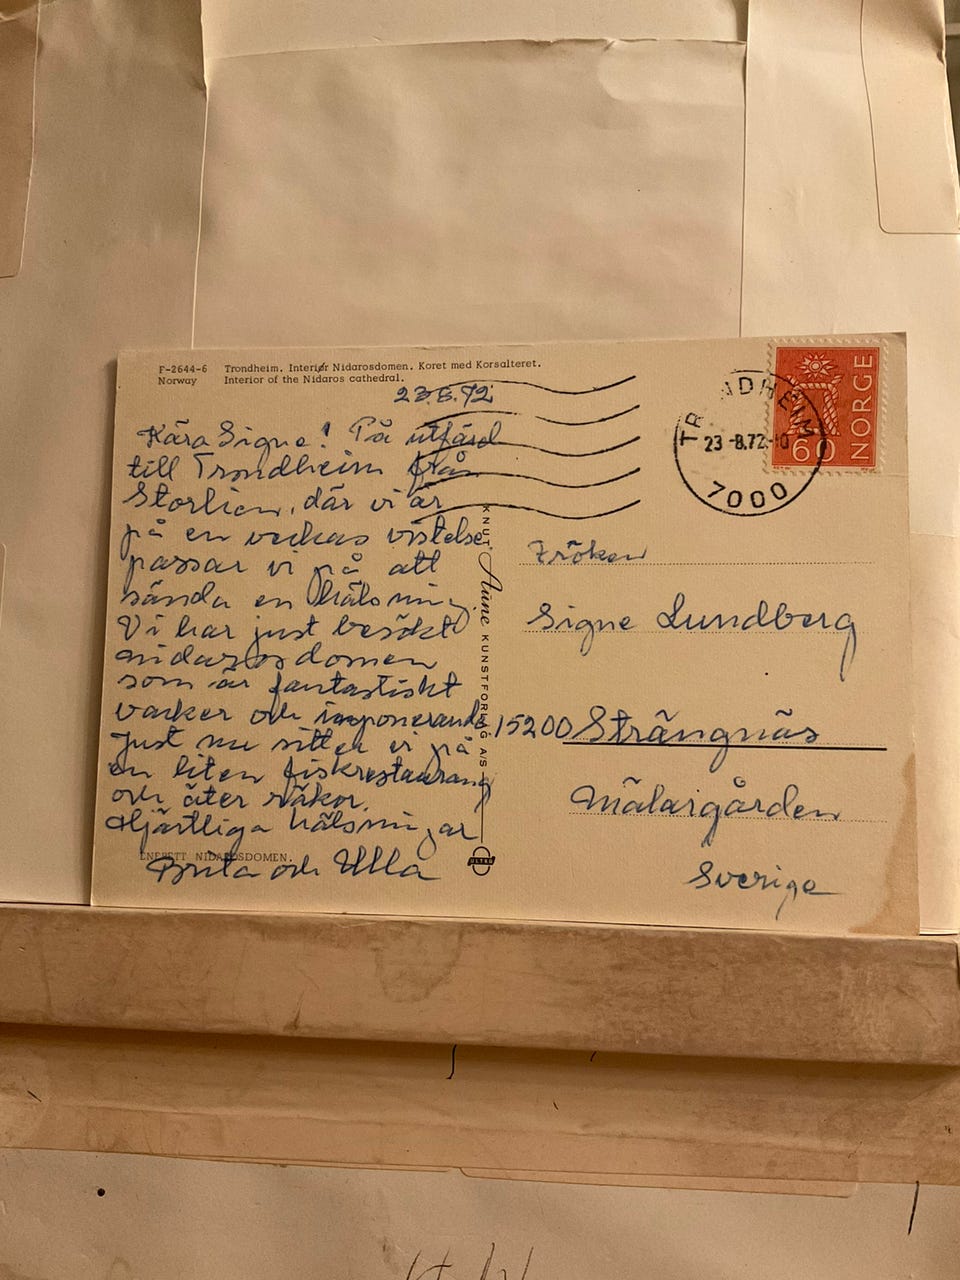 F-2644-6 Trondheim. Interiør Nidarosdomen. Koret med Korsalteret.
Norway Interior of the Nidaros cathedral.
23.8.72
Kära Signe! På utfärd
till Trondheim från
Storlien, där vi är
på en veckas vistelse,
passar vi på att
sända en hälsning.
Vi har just besökt
nidarosdomen
som är fantastiskt
vacker och imponerande.
Just nu sitter vi på
en liten fiskrestaurang
och äter räkor.
Hjärtliga hälsningar
Brita och Ulla
ENERETT NIDAROSDOMEN.
KNUT Aune KUNSTFORLAG A/S
ULTRA
TRONDHEIM
23 -8.72-10
7000
NORGE
60
Fröken
Signe Lundberg
15200 Strängnäs
Mälargården
Sverige